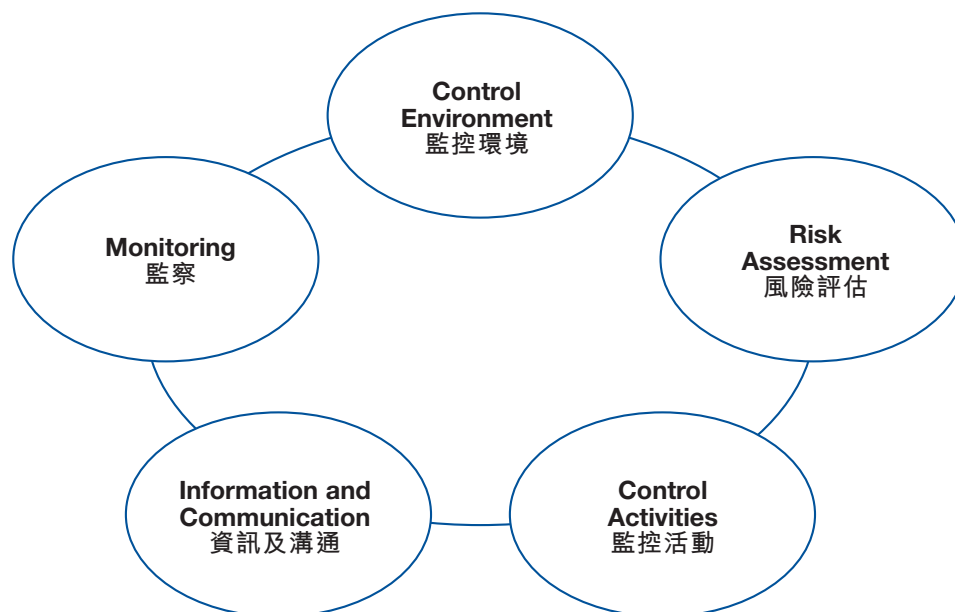 Control
Environment
監控環境
Monitoring
監察
Risk
Assessment
風險評估
Information and
Communication
資訊及溝通
Control
Activities
監控活動